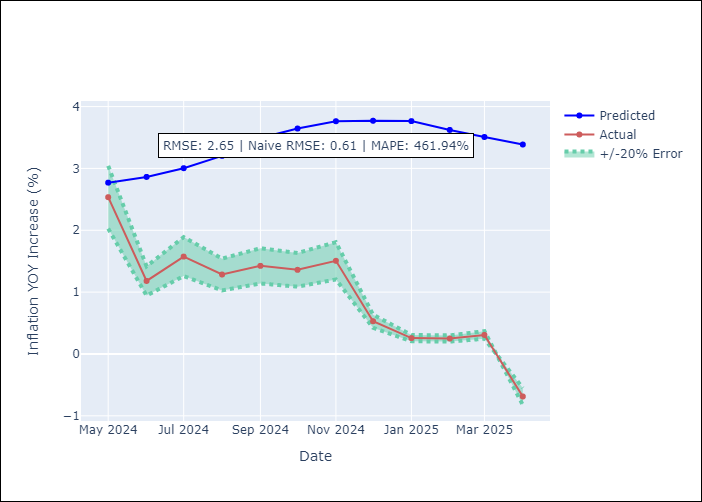 Predicted
Actual
+/-20% Error
RMSE: 2.65 | Naive RMSE: 0.61 | MAPE: 461.94%
Inflation YOY Increase (%)
4
3
2
1
0
−1
May 2024
Jul 2024
Sep 2024
Nov 2024
Jan 2025
Mar 2025
Date